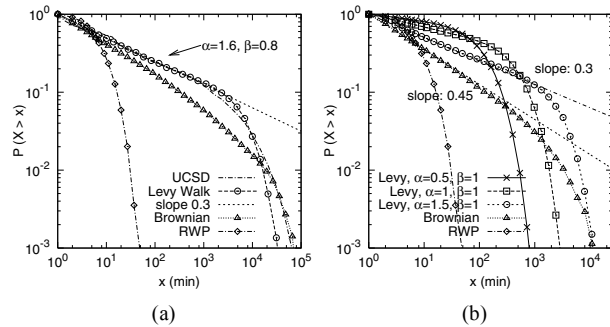 10^0
10^-1
10^-2
10^-3
P (X > x)
α=1.6, β=0.8
UCSD
Levy Walk
slope 0.3
Brownian
RWP
10^0 10^1 10^2 10^3 10^4 10^5
x (min)
(a)
10^0
10^-1
10^-2
10^-3
P (X > x)
slope: 0.3
slope: 0.45
Levy, α=0.5, β=1
Levy, α=1, β=1
Levy, α=1.5, β=1
Brownian
RWP
10^0 10^1 10^2 10^3 10^4
x (min)
(b)